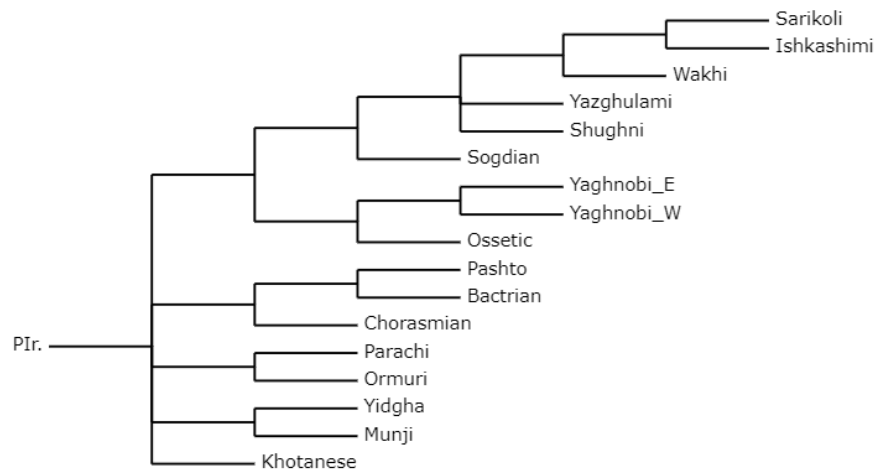 Sarikoli
Ishkashimi
Wakhi
Yazghulami
Shughni
Sogdian
Yaghnobi_E
Yaghnobi_W
Ossetic
Pashto
Bactrian
Chorasmian
PIr.
Parachi
Ormuri
Yidgha
Munji
Khotanese